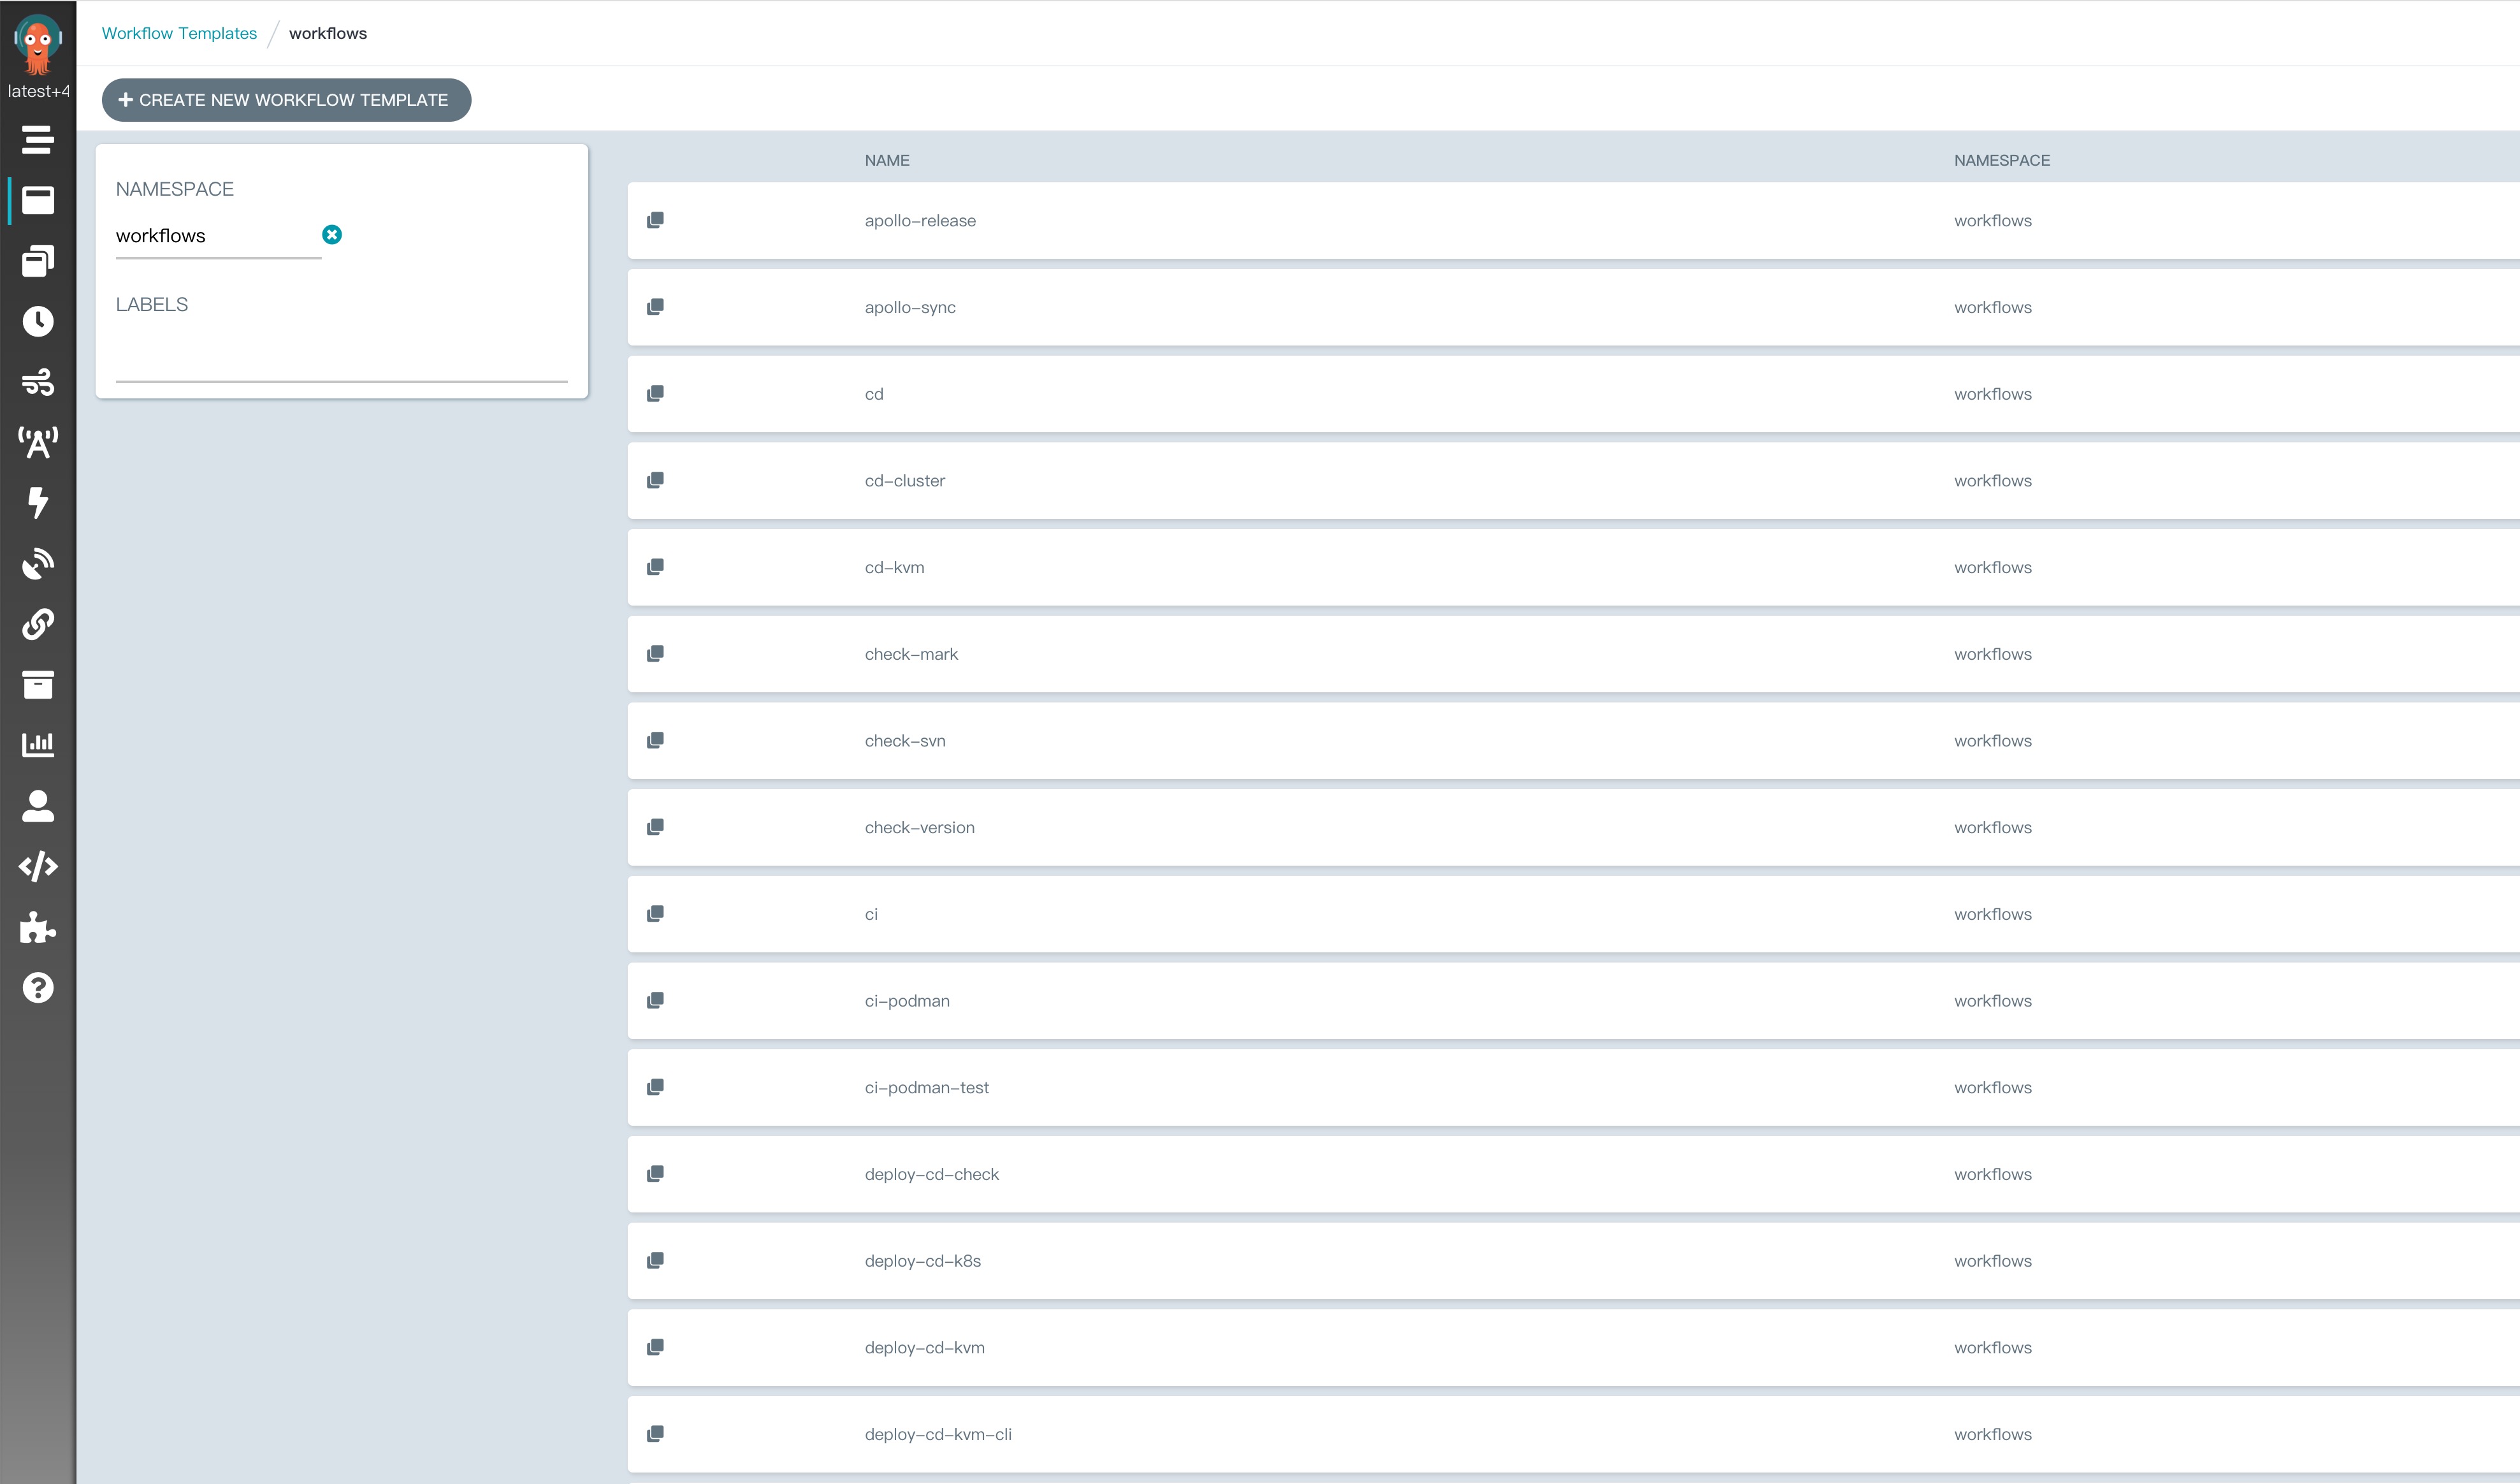 latest+4
Workflow Templates / workflows
+ CREATE NEW WORKFLOW TEMPLATE
NAMESPACE
workflows
LABELS
NAME NAMESPACE
apollo-release workflows
apollo-sync workflows
cd workflows
cd-cluster workflows
cd-kvm workflows
check-mark workflows
check-svn workflows
check-version workflows
ci workflows
ci-podman workflows
ci-podman-test workflows
deploy-cd-check workflows
deploy-cd-k8s workflows
deploy-cd-kvm workflows
deploy-cd-kvm-cli workflows